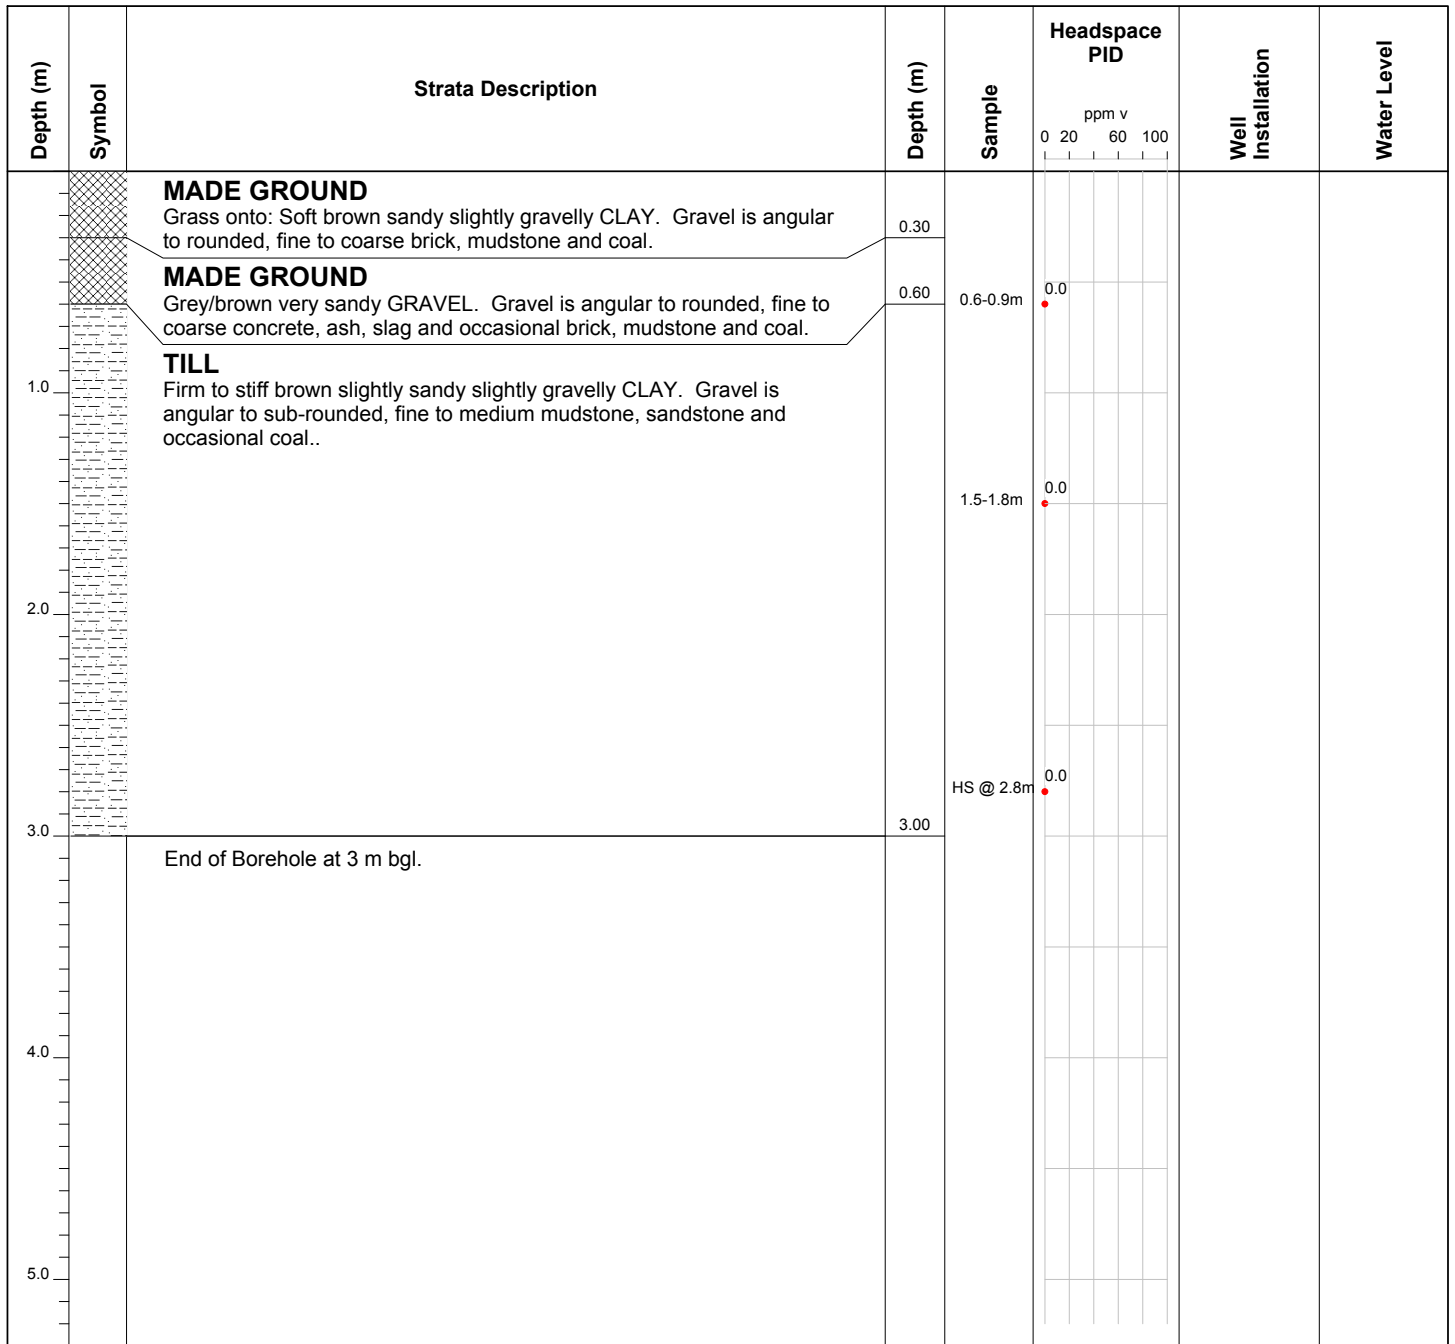 Depth (m)
Symbol
Strata Description
Depth (m)
Sample
Headspace
PID
ppm v
0 20 60 100
Well
Installation
Water Level
MADE GROUND
Grass onto: Soft brown sandy slightly gravelly CLAY. Gravel is angular
to rounded, fine to coarse brick, mudstone and coal.
0.30
MADE GROUND
Grey/brown very sandy GRAVEL. Gravel is angular to rounded, fine to
coarse concrete, ash, slag and occasional brick, mudstone and coal.
0.60
0.6-0.9m
0.0
TILL
1.0
Firm to stiff brown slightly sandy slightly gravelly CLAY. Gravel is
angular to sub-rounded, fine to medium mudstone, sandstone and
occasional coal..
1.5-1.8m
0.0
2.0
HS @ 2.8m
0.0
3.0
3.00
End of Borehole at 3 m bgl.
4.0
5.0